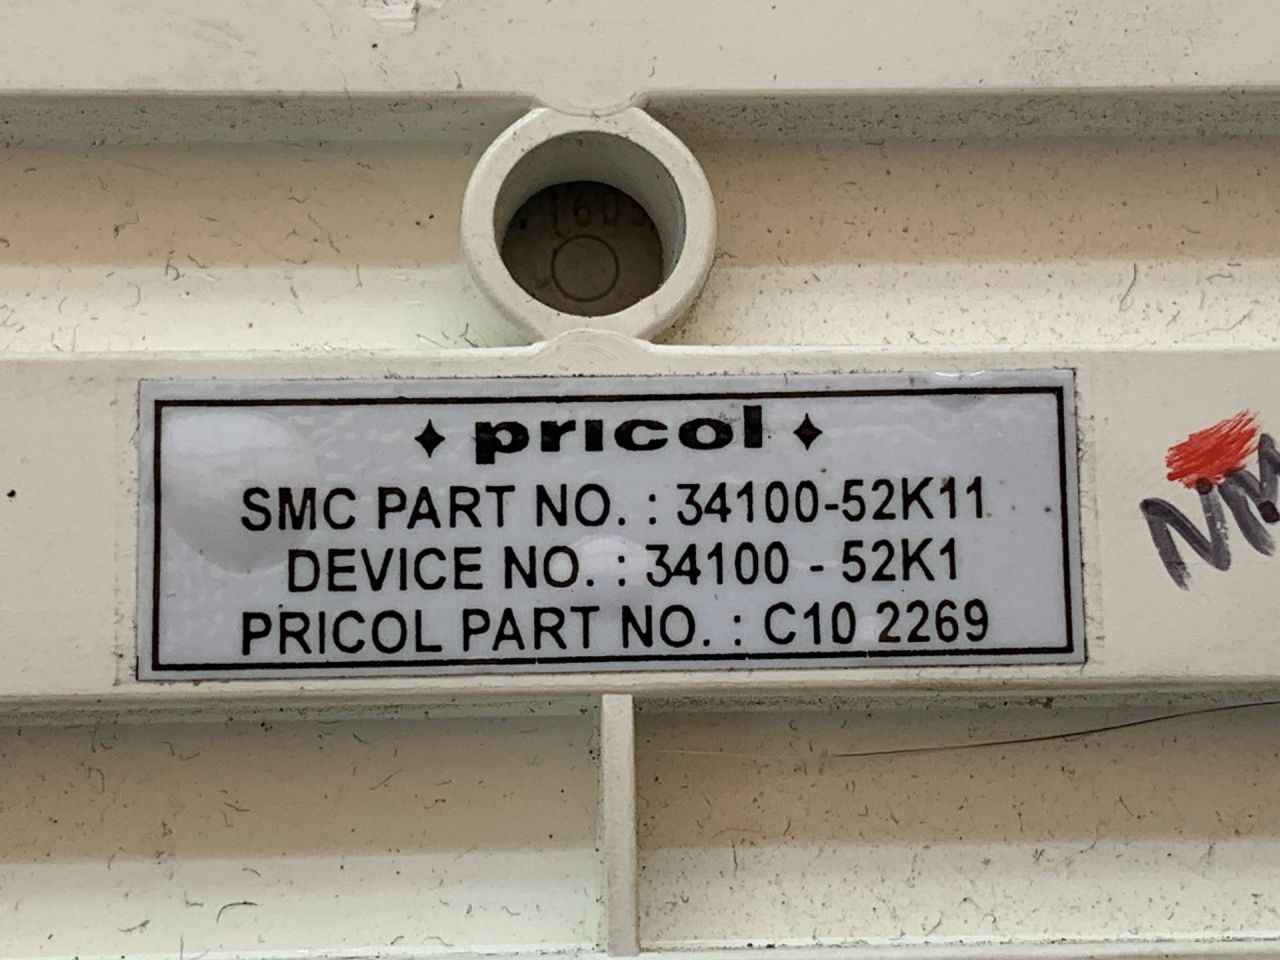 pricol
SMC PART NO. : 34100-52K11
DEVICE NO. : 34100 - 52K1
PRICOL PART NO. : C10 2269